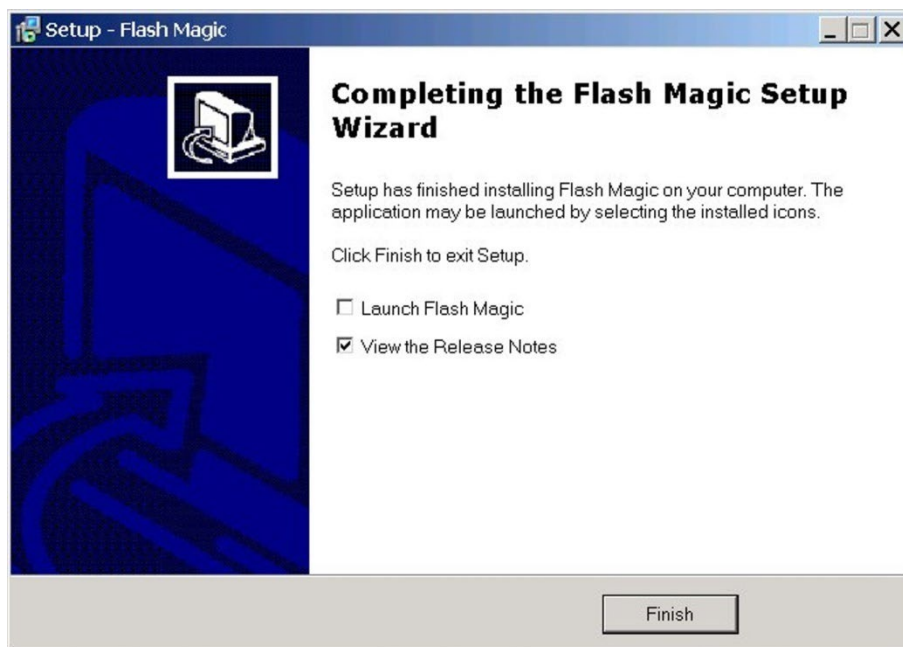 Setup - Flash Magic
Completing the Flash Magic Setup
Wizard
Setup has finished installing Flash Magic on your computer. The
application may be launched by selecting the installed icons.
Click Finish to exit Setup.
Launch Flash Magic
View the Release Notes
Finish